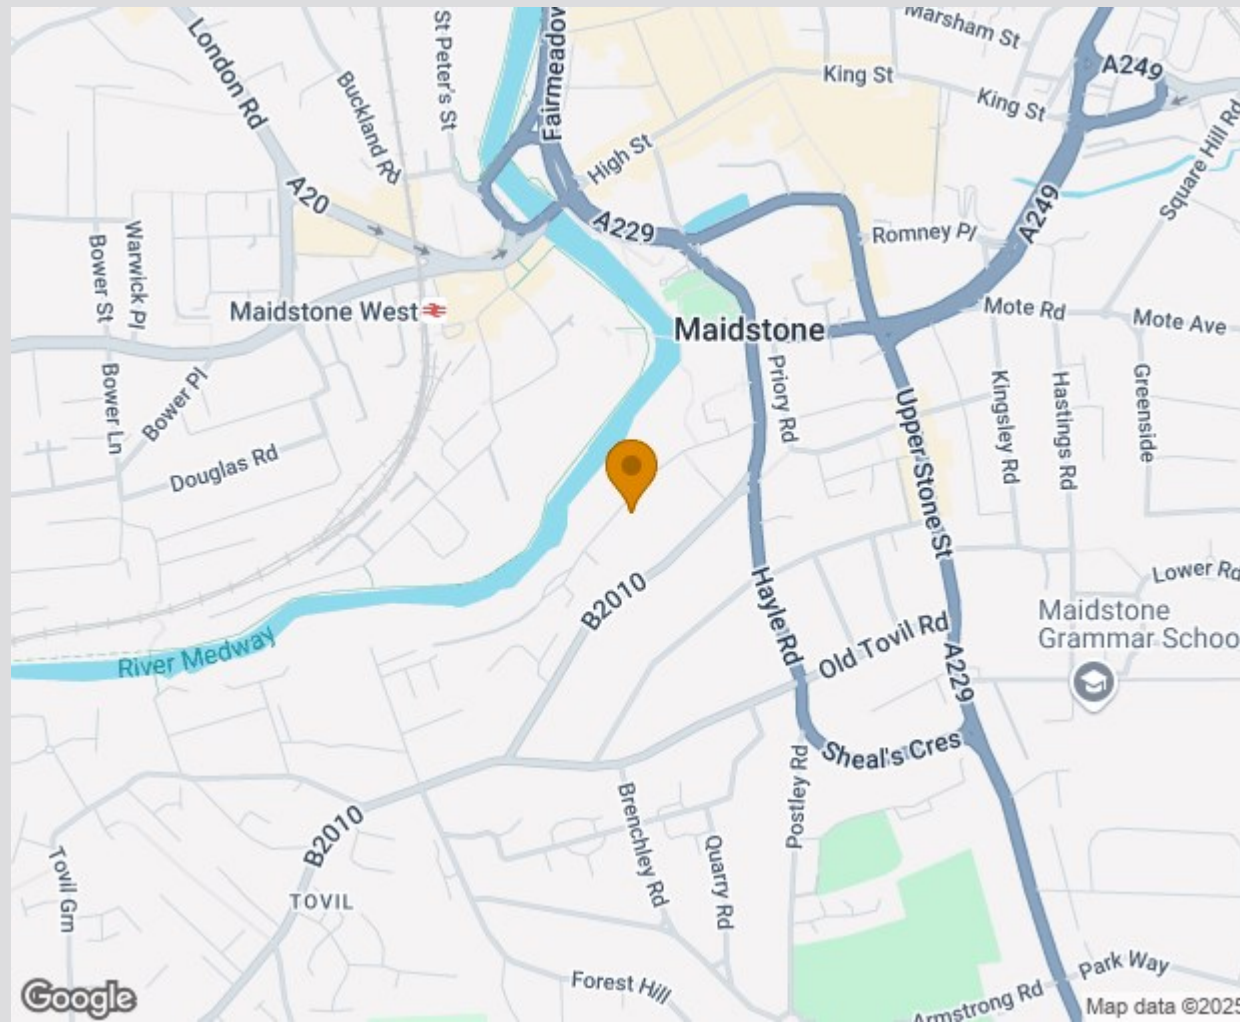 London Rd
Buckland Rd
St Peter's St
Fairmeadow
Marsham St
King St
King St
A249
High St
A20
A229
A249
Square Hill Rd
Romney Pl
Warwick Pl
Bower St
Maidstone West
Maidstone
Mote Rd
Mote Ave
Bower Ln
Bower Pl
Douglas Rd
Priory Rd
Upper Stone St
Kingsley Rd
Hastings Rd
Greenside
B2010
Hayle Rd
Lower Rd
Maidstone
Grammar Schoo
Old Tovil Rd
A229
River Medway
Sheal's Cres
Postley Rd
B2010
Brenchley Rd
Quarry Rd
Tovil Grn
TOVIL
Forest Hill
Armstrong Rd
Park Way
Google
Map data ©2025